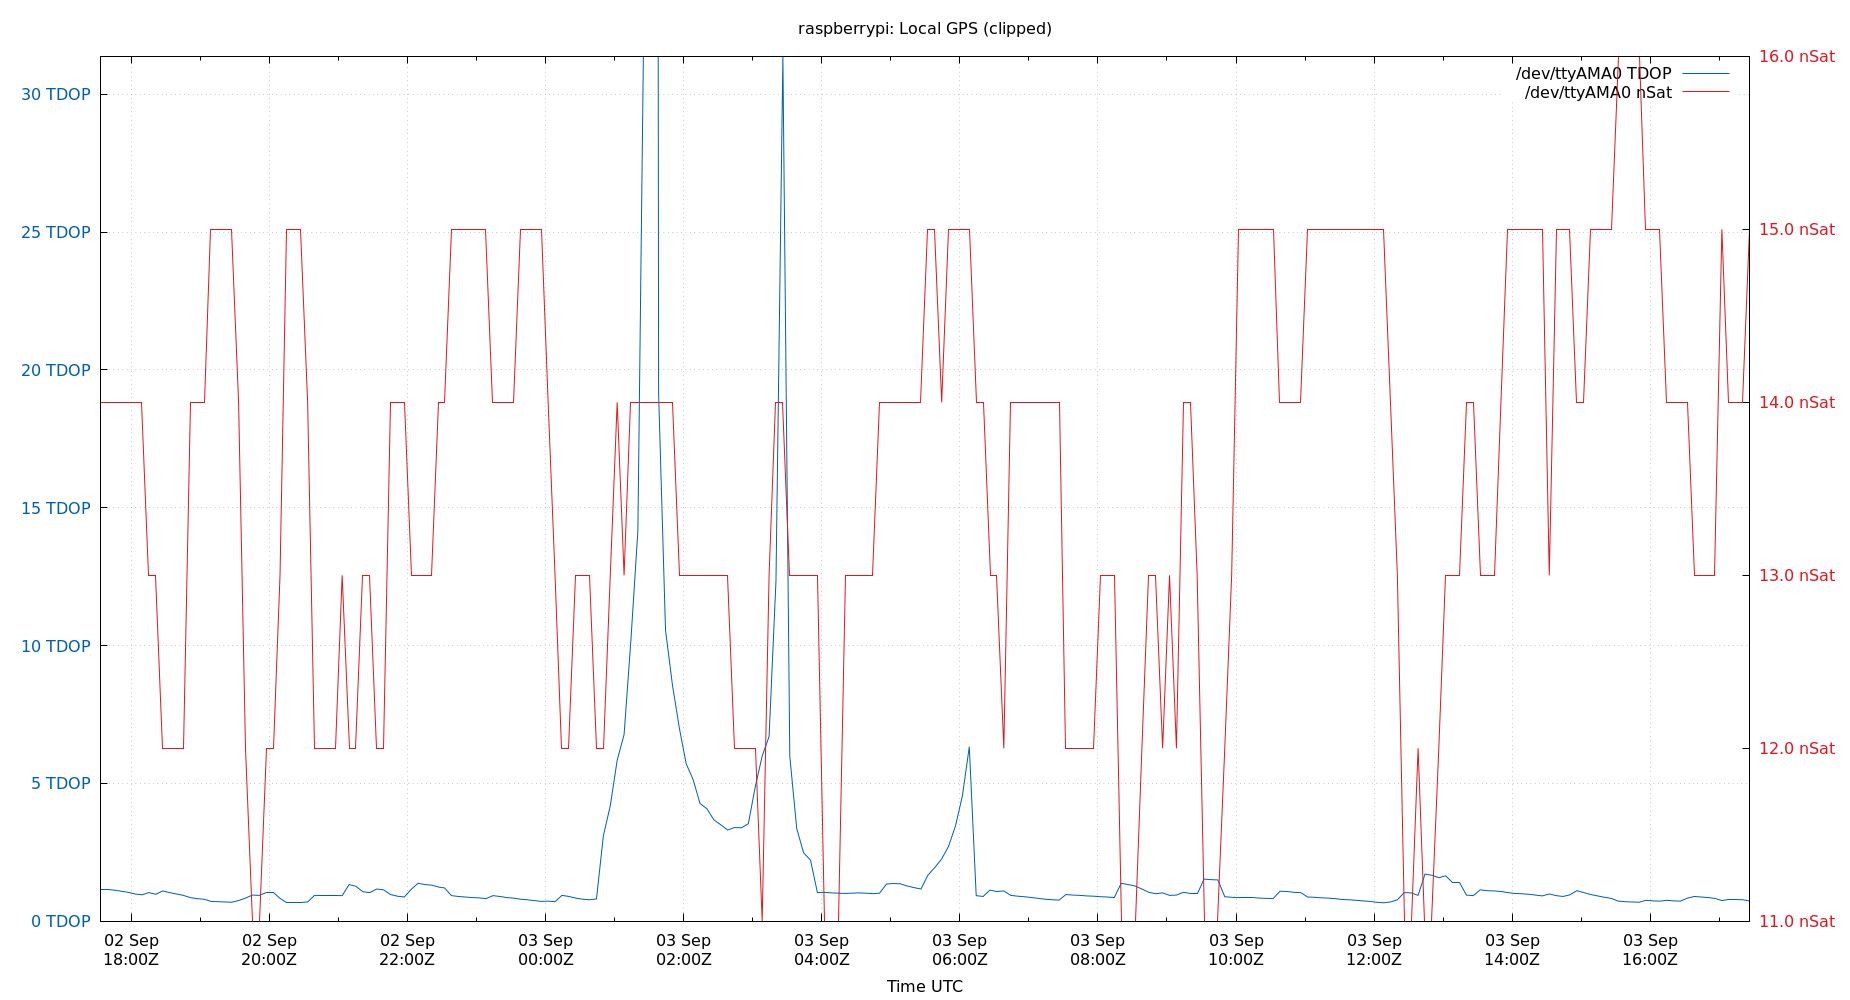 raspberrypi: Local GPS (clipped)
/dev/ttyAMA0 TDOP
/dev/ttyAMA0 nSat
30 TDOP
25 TDOP
20 TDOP
15 TDOP
10 TDOP
5 TDOP
0 TDOP
16.0 nSat
15.0 nSat
14.0 nSat
13.0 nSat
12.0 nSat
11.0 nSat
02 Sep
18:00Z
02 Sep
20:00Z
02 Sep
22:00Z
03 Sep
00:00Z
03 Sep
02:00Z
03 Sep
04:00Z
03 Sep
06:00Z
03 Sep
08:00Z
03 Sep
10:00Z
03 Sep
12:00Z
03 Sep
14:00Z
03 Sep
16:00Z
Time UTC